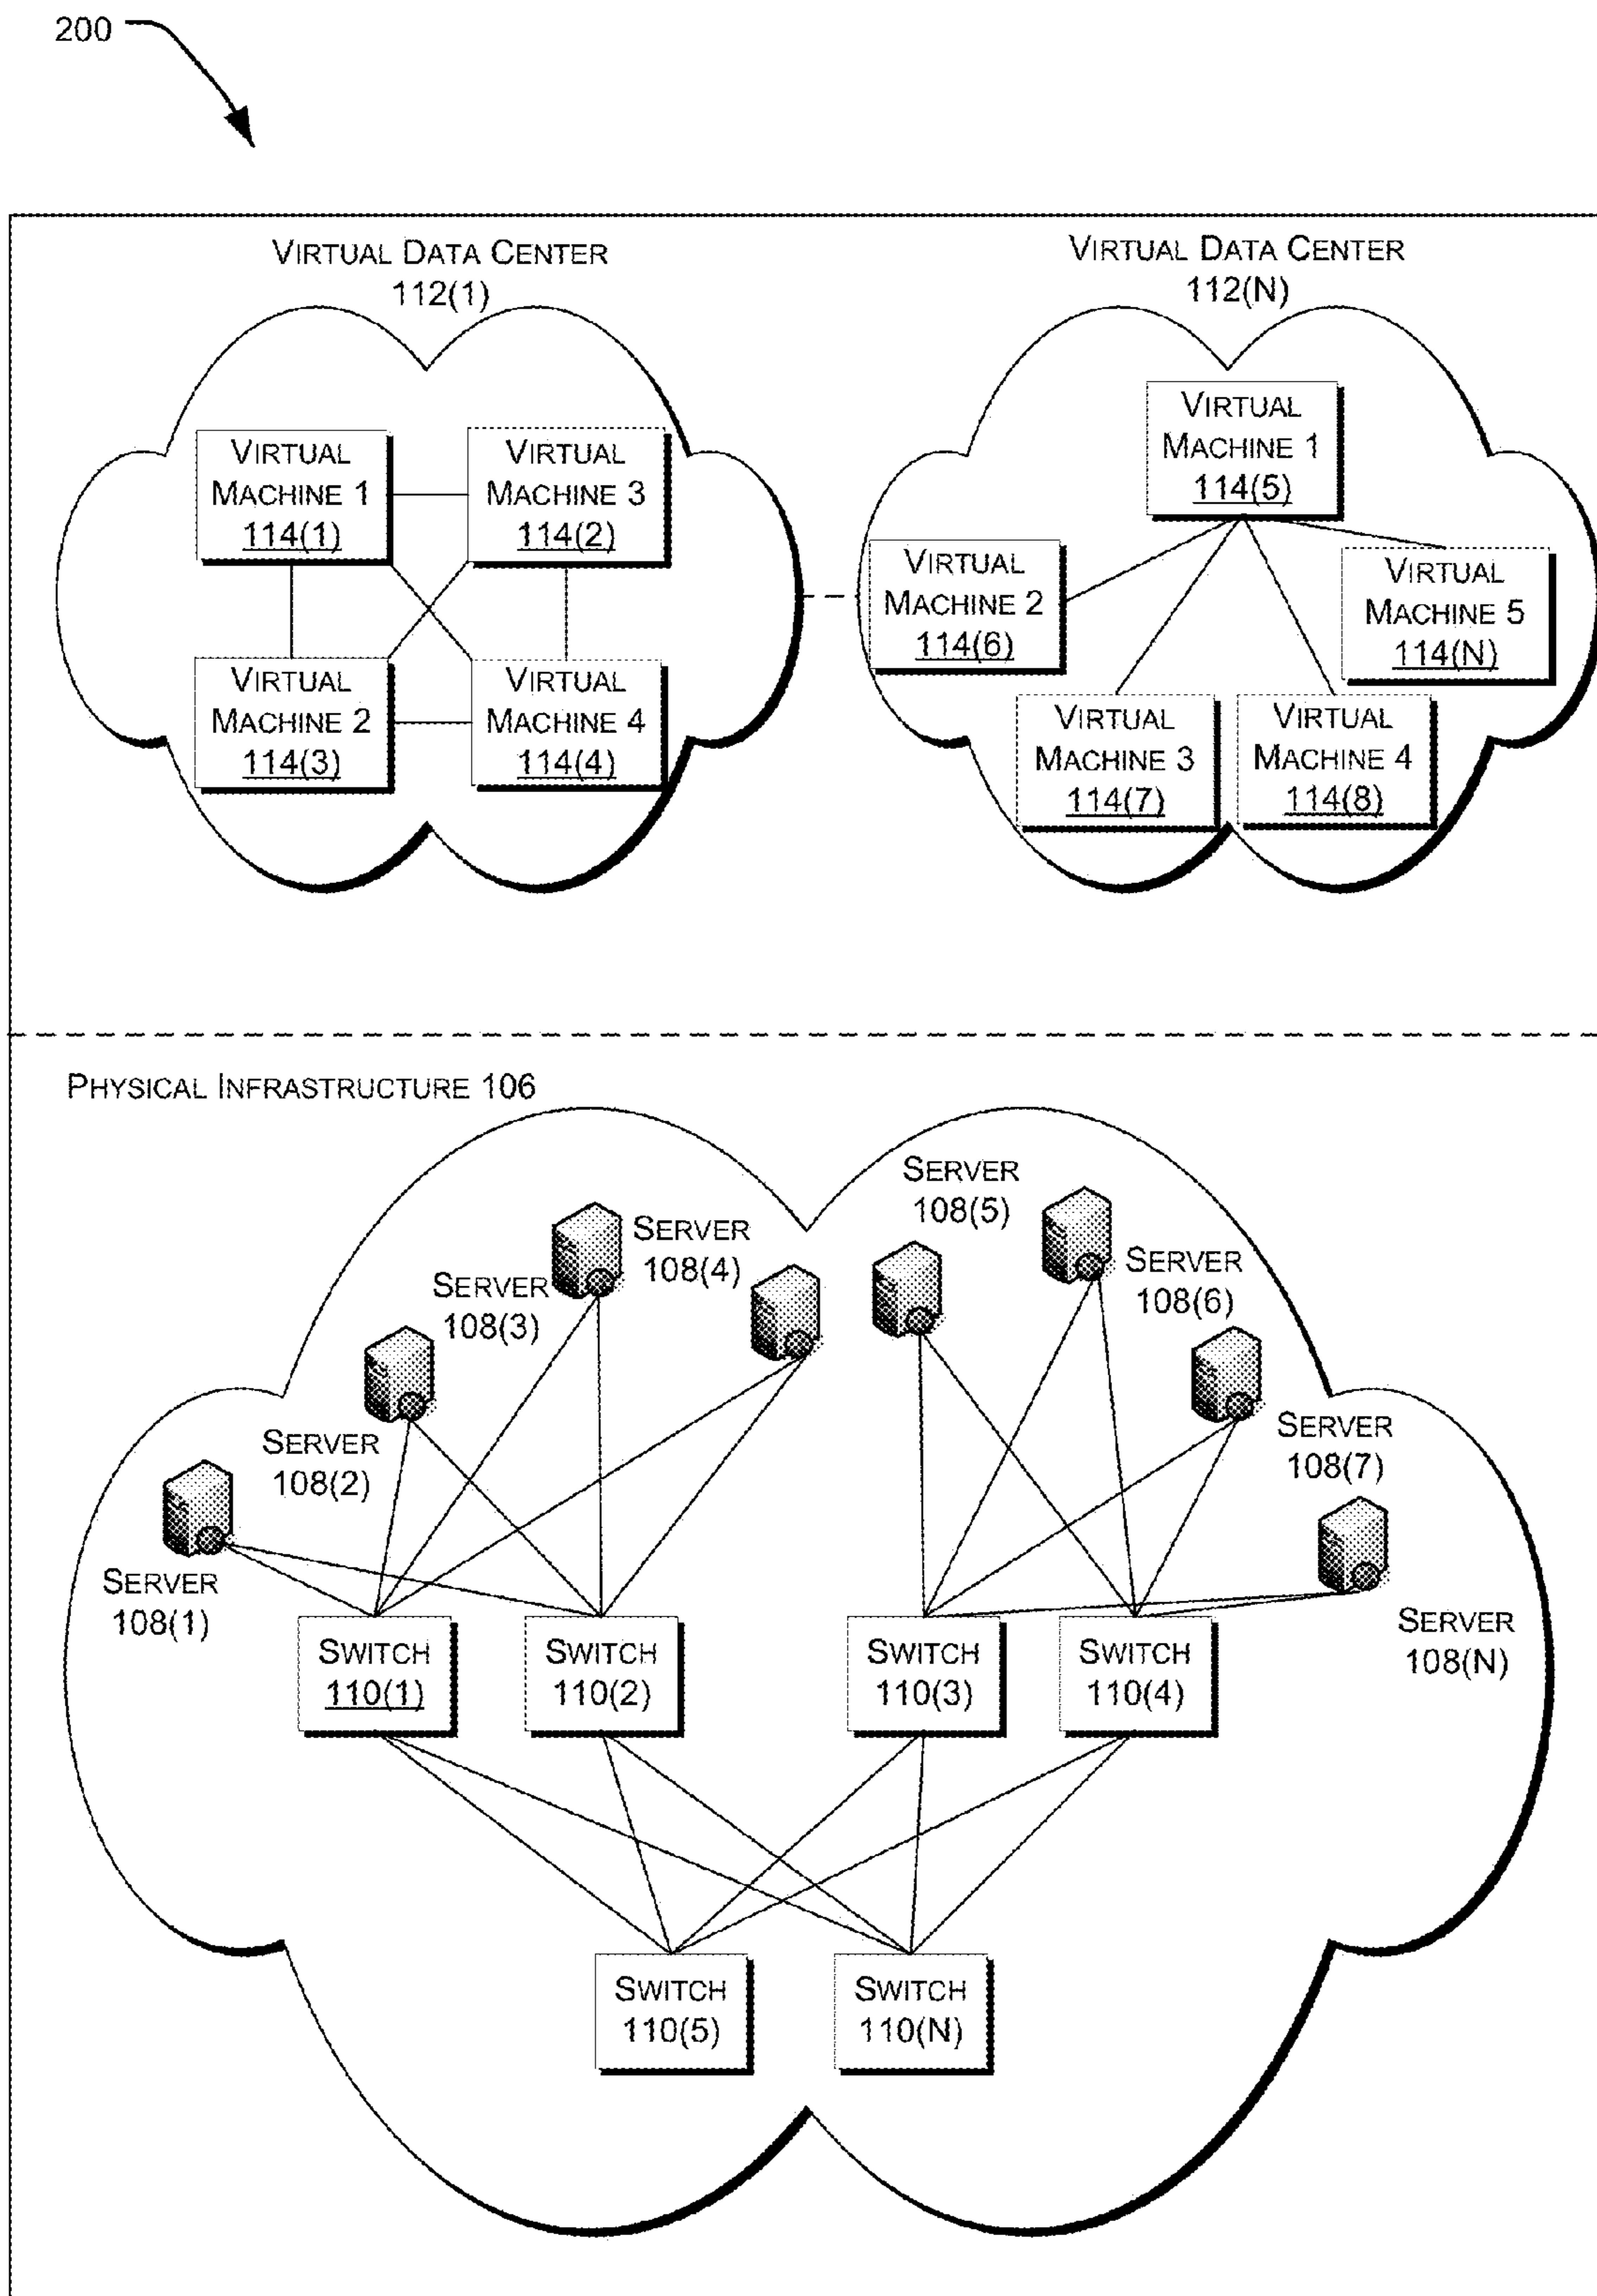 200
VIRTUAL DATA CENTER
112(1)
VIRTUAL DATA CENTER
112(N)
VIRTUAL
MACHINE 1
114(1)
VIRTUAL
MACHINE 3
114(2)
VIRTUAL
MACHINE 2
114(3)
VIRTUAL
MACHINE 4
114(4)
VIRTUAL
MACHINE 1
114(5)
VIRTUAL
MACHINE 2
114(6)
VIRTUAL
MACHINE 5
114(N)
VIRTUAL
MACHINE 3
114(7)
VIRTUAL
MACHINE 4
114(8)
PHYSICAL INFRASTRUCTURE 106
SERVER
108(1)
SERVER
108(2)
SERVER
108(3)
SERVER
108(4)
SERVER
108(5)
SERVER
108(6)
SERVER
108(7)
SERVER
108(N)
SWITCH
110(1)
SWITCH
110(2)
SWITCH
110(3)
SWITCH
110(4)
SWITCH
110(5)
SWITCH
110(N)